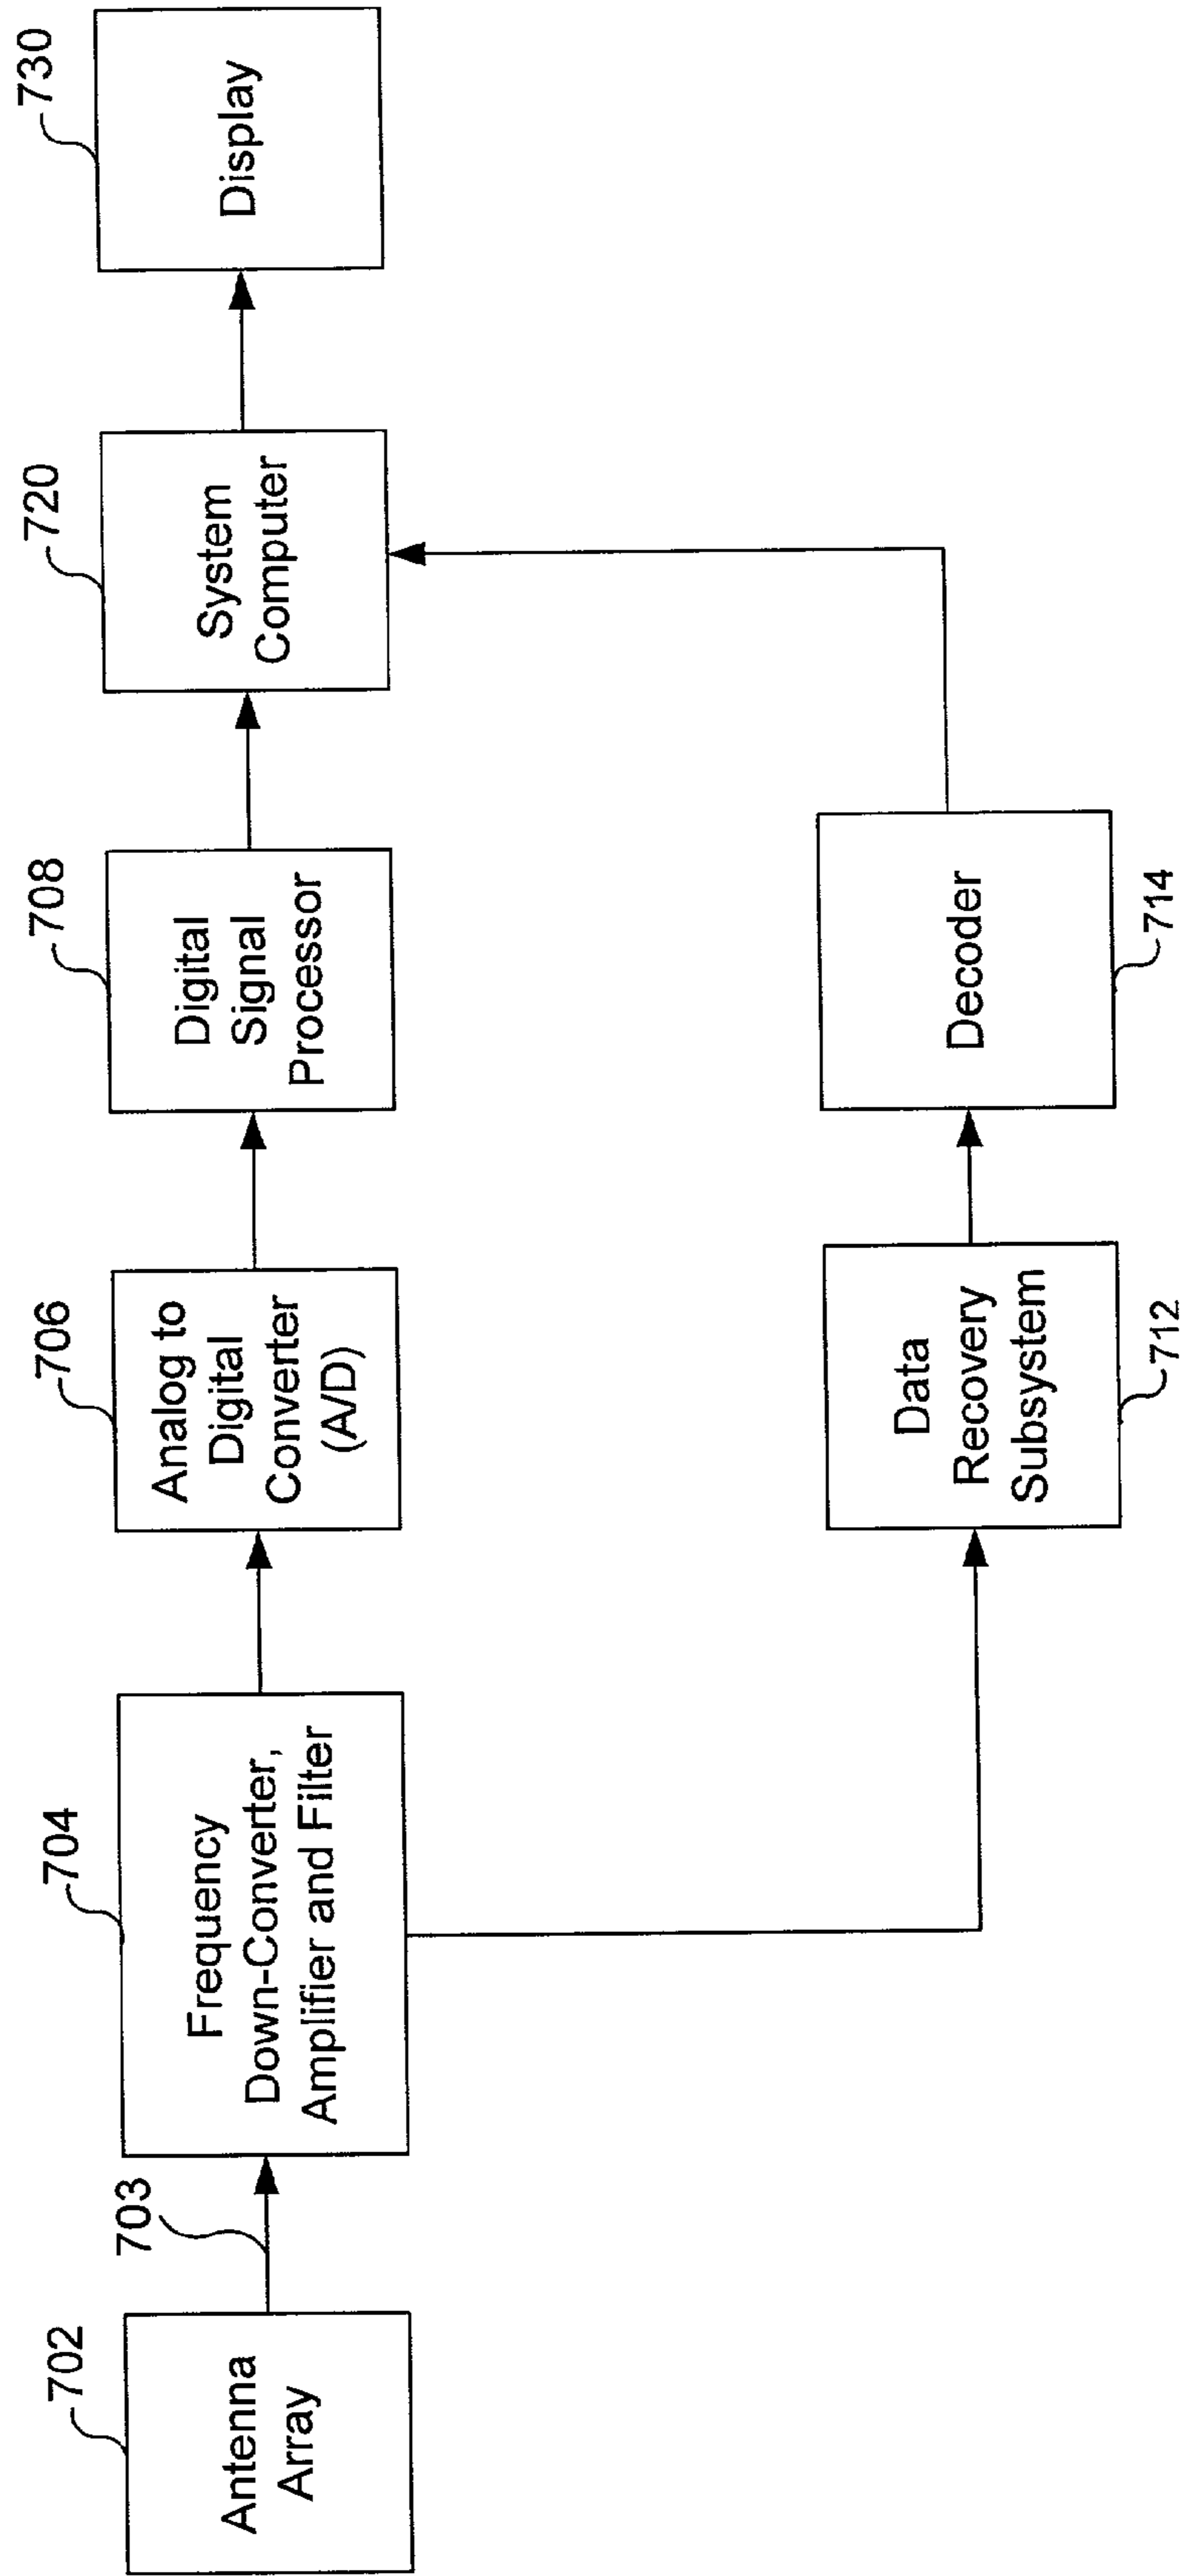 702
Antenna
Array
703
704
Frequency
Down-Converter,
Amplifier and Filter
706
Analog to
Digital
Converter
(A/D)
708
Digital
Signal
Processor
720
System
Computer
730
Display
Data
Recovery
Subsystem
712
Decoder
714